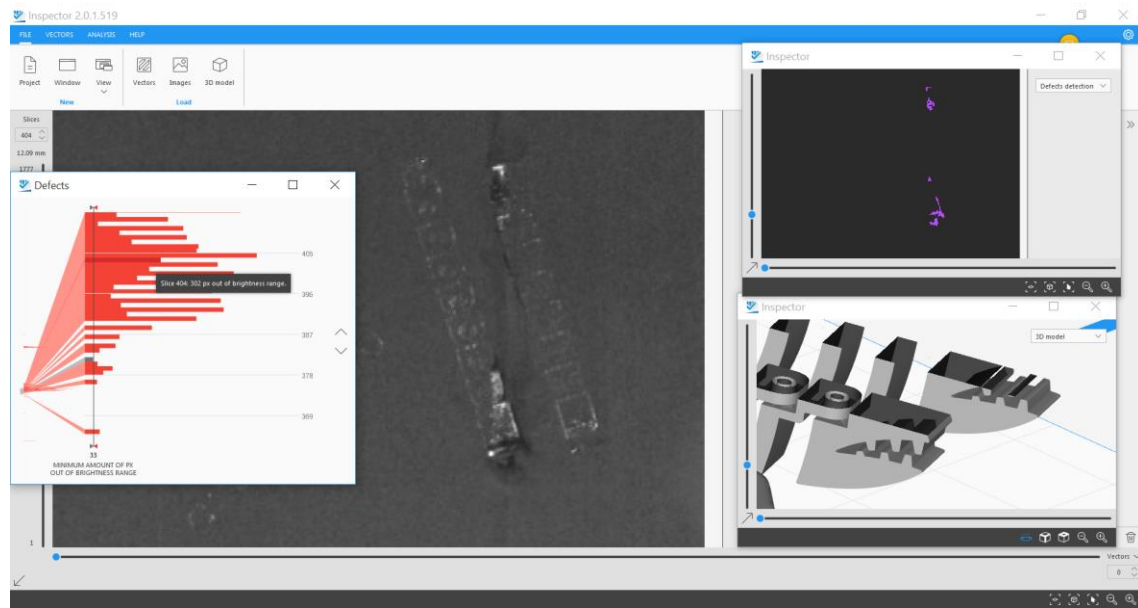 Inspector 2.0.1.519
FILE VECTORS ANALYSIS HELP
Project Window View Vectors Images 3D model
New Load
Slices
404
12.09 mm
1777
Defects
405
Slice 404: 302 px out of brightness range.
396
387
378
369
33
MINIMUM AMOUNT OF PX
OUT OF BRIGHTNESS RANGE
1
Inspector
Defects detection
Inspector
3D model
Vectors
0